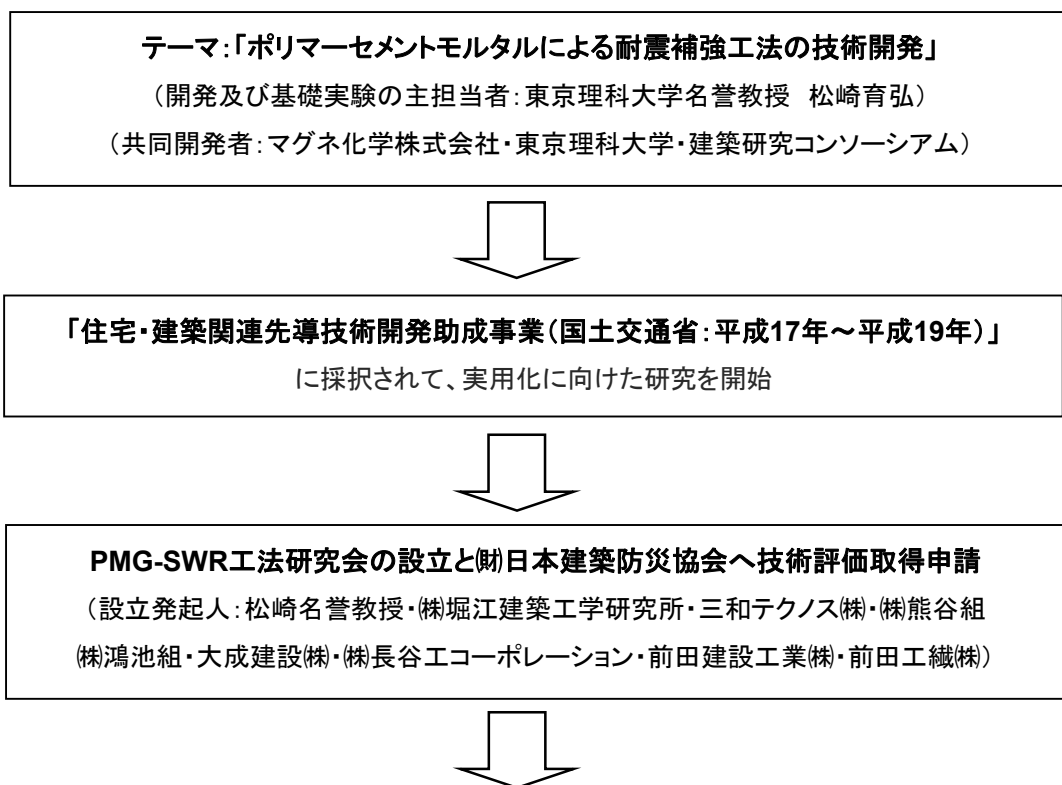 テーマ：「ポリマーセメントモルタルによる耐震補強工法の技術開発」
（開発及び基礎実験の主担当者：東京理科大学名誉教授　松崎育弘）
（共同開発者：マグネ化学株式会社・東京理科大学・建築研究コンソーシアム）
「住宅・建築関連先導技術開発助成事業（国土交通省：平成17年～平成19年）」
に採択されて、実用化に向けた研究を開始
PMG-SWR工法研究会の設立と㈶日本建築防災協会へ技術評価取得申請
（設立発起人：松崎名誉教授・㈱堀江建築工学研究所・三和テクノス㈱・㈱熊谷組
㈱鴻池組・大成建設㈱・㈱長谷工コーポレーション・前田建設工業㈱・前田工繊㈱）